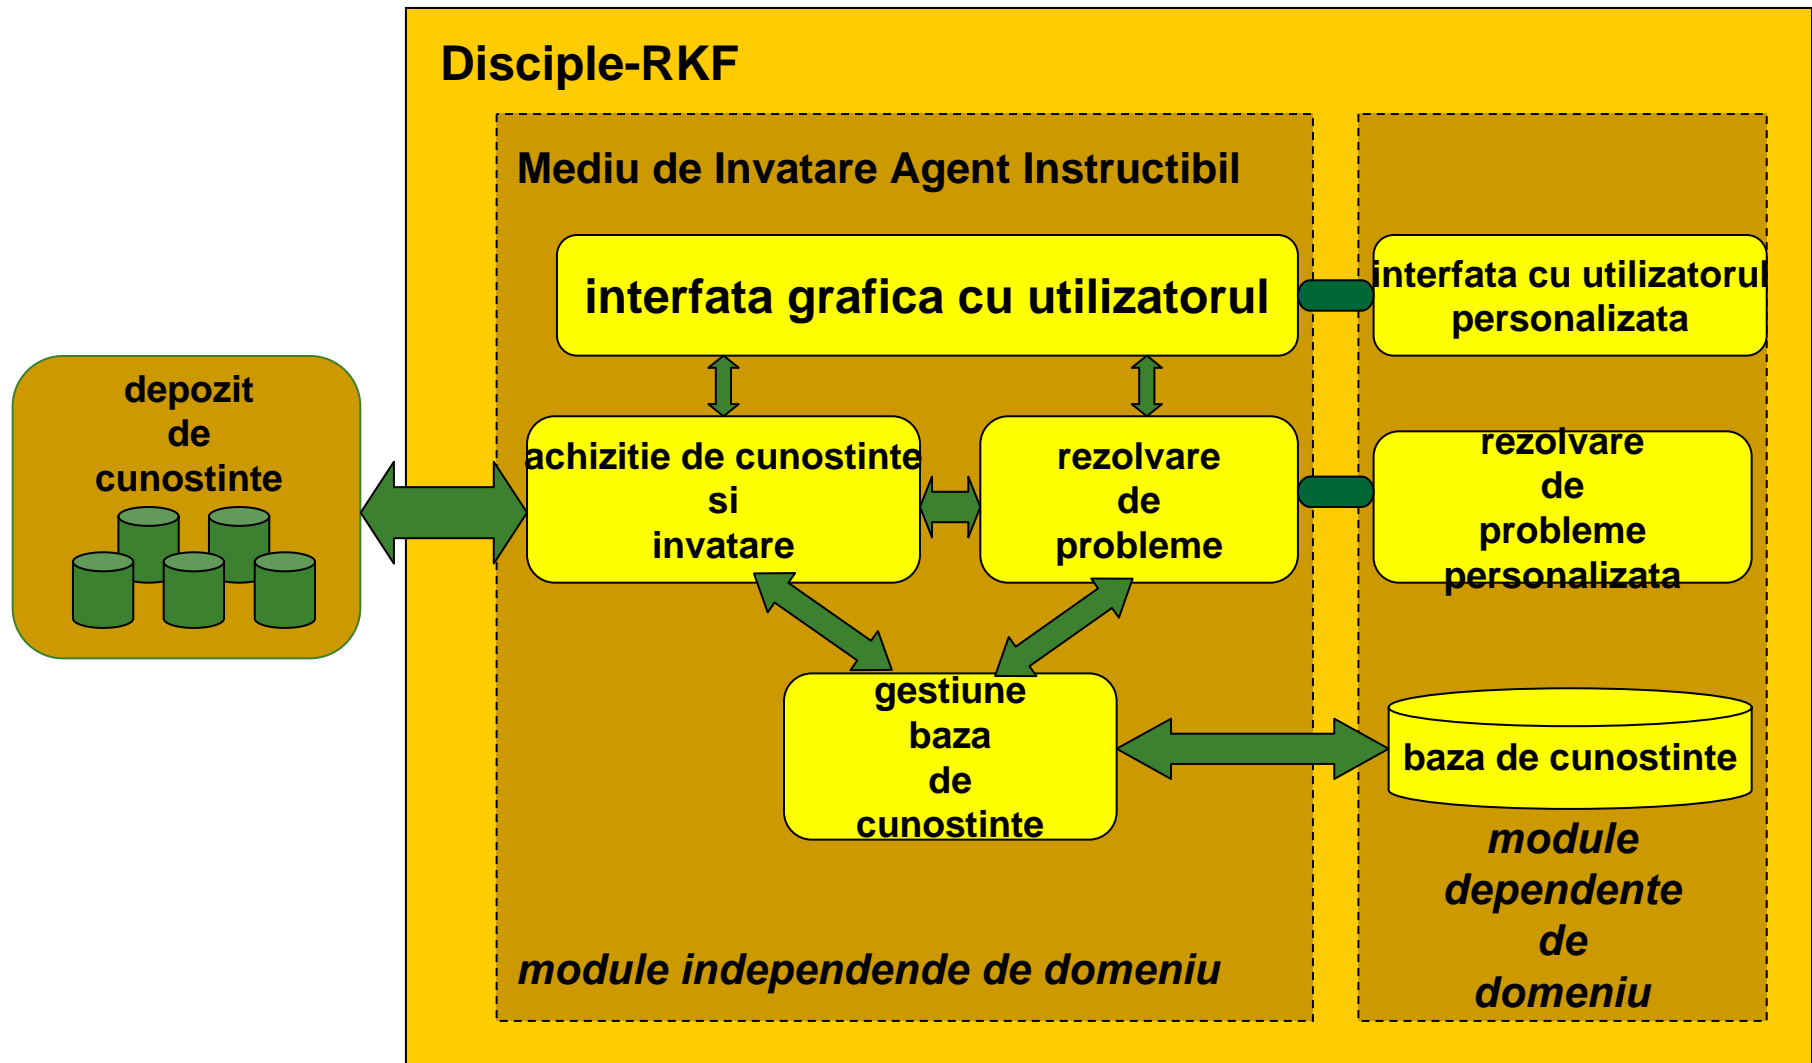 Disciple-RKF
Mediu de Invatare Agent Instructibil
interfata grafica cu utilizatorul
interfata cu utilizatorul
personalizata
depozit
de
cunostinte
achizitie de cunostinte
si
invatare
rezolvare
de
probleme
rezolvare
de
probleme
personalizata
gestiune
baza
de
cunostinte
baza de cunostinte
module independende de domeniu
module
dependente
de
domeniu